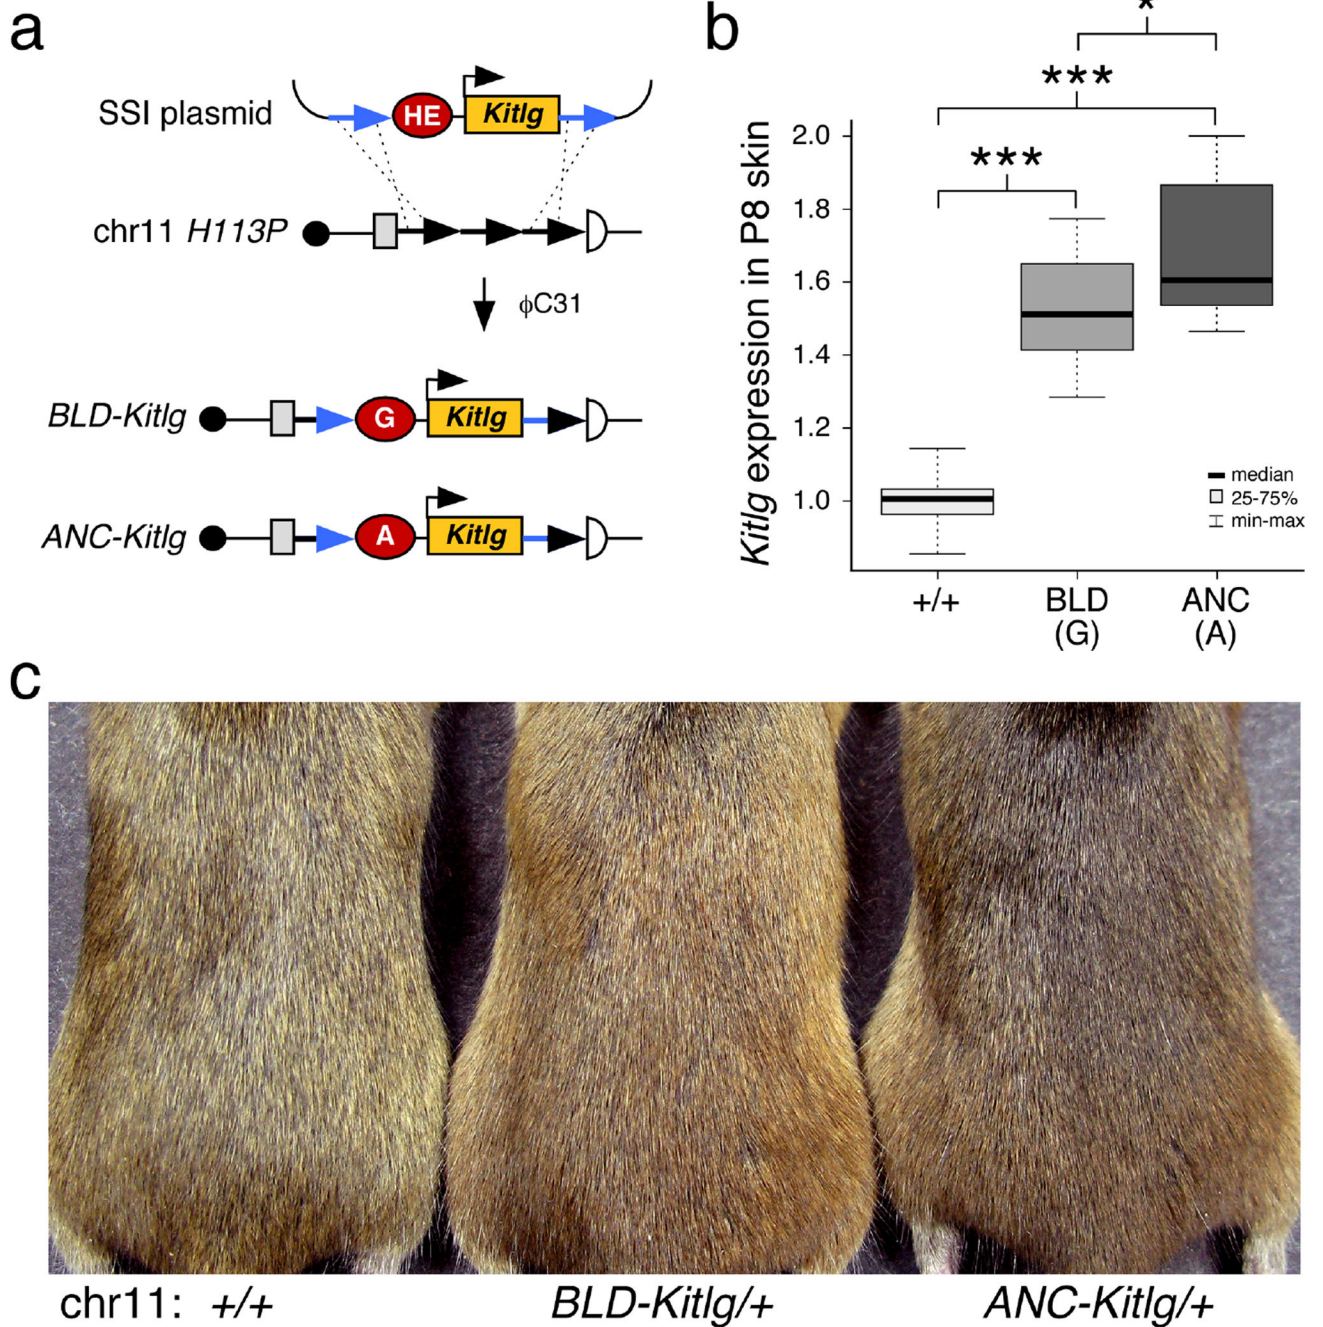 a
SSI plasmid
HE
Kitlg
chr11 H113P
ϕC31
BLD-Kitlg
G
Kitlg
ANC-Kitlg
A
Kitlg
b
*
***
***
Kitlg expression in P8 skin
2.0
1.8
1.6
1.4
1.2
1.0
median
25-75%
min-max
+/+
BLD
(G)
ANC
(A)
c
chr11: +/+
BLD-Kitlg/+
ANC-Kitlg/+